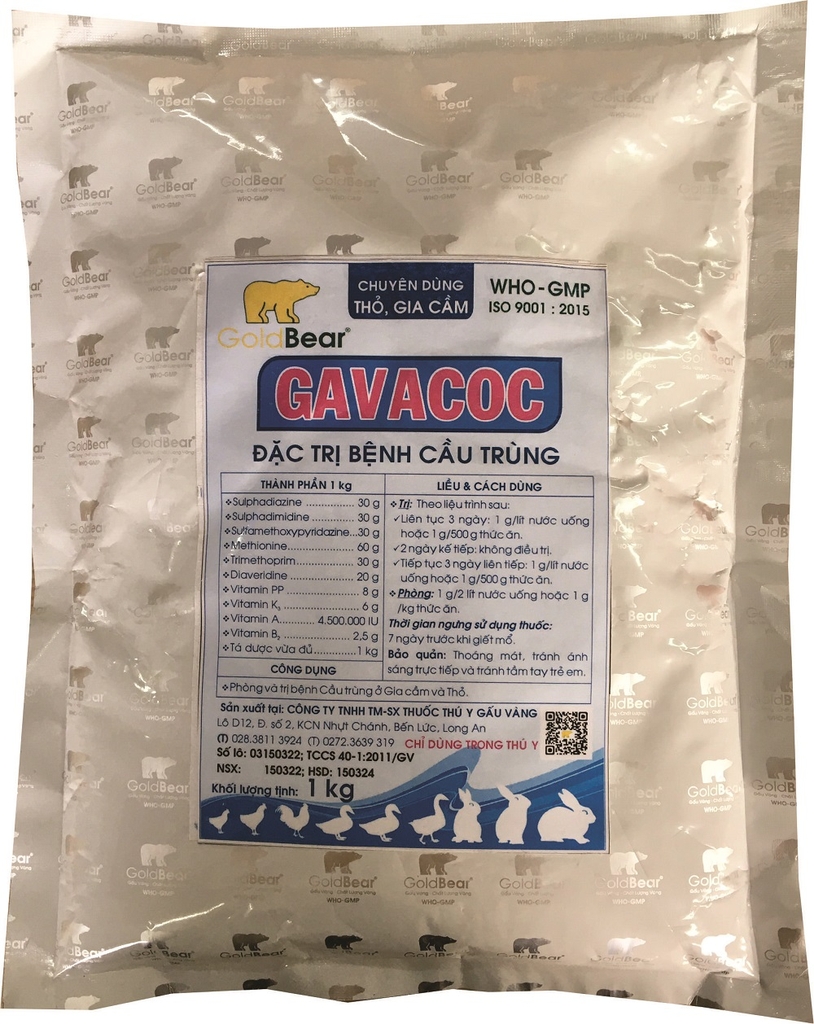 GoldBear®
CHUYÊN DÙNG
THỎ, GIA CẦM
WHO - GMP
ISO 9001 : 2015
GAVACOC
ĐẶC TRỊ BỆNH CẦU TRÙNG
THÀNH PHẦN 1 kg
❖Sulphadiazine ................ 30 g
❖Sulphadimidine ............. 30 g
❖Sulfamethoxypyridazine...30 g
❖Methionine..................... 60 g
❖Trimethoprim.................. 30 g
❖Diaveridine .................... 20 g
❖Vitamin PP ....................... 8 g
❖Vitamin K₃ ....................... 6 g
❖Vitamin A........... 4.500.000 IU
❖Vitamin B₂ .................... 2,5 g
❖Tá dược vừa đủ............. 1 kg
CÔNG DỤNG
LIỀU & CÁCH DÙNG
❖Trị: Theo liệu trình sau:
✓Liên tục 3 ngày: 1 g/lít nước uống
hoặc 1 g/500g thức ăn.
✓2 ngày kế tiếp: không điều trị.
✓Tiếp tục 3 ngày liên tiếp: 1 g/lít nước
uống hoặc 1 g/500g thức ăn.
❖Phòng: 1 g/2 lít nước uống hoặc 1 g
/kg thức ăn.
Thời gian ngưng sử dụng thuốc:
7 ngày trước khi giết mổ.
Bảo quản: Thoáng mát, tránh ánh
sáng trực tiếp và tránh tầm tay trẻ em.
❖Phòng và trị bệnh Cầu trùng ở Gia cầm và Thỏ.
Sản xuất tại: CÔNG TY TNHH TM-SX THUỐC THÚ Y GẤU VÀNG
Lô D12, Đ. số 2, KCN Nhựt Chánh, Bến Lức, Long An
(T) 028.3811 3924 (T) 0272.3639 319 CHỈ DÙNG TRONG THÚ Y
Số lô: 03150322; TCCS 40-1:2011/GV
NSX: 150322; HSD: 150324
Khối lượng tịnh: 1 kg